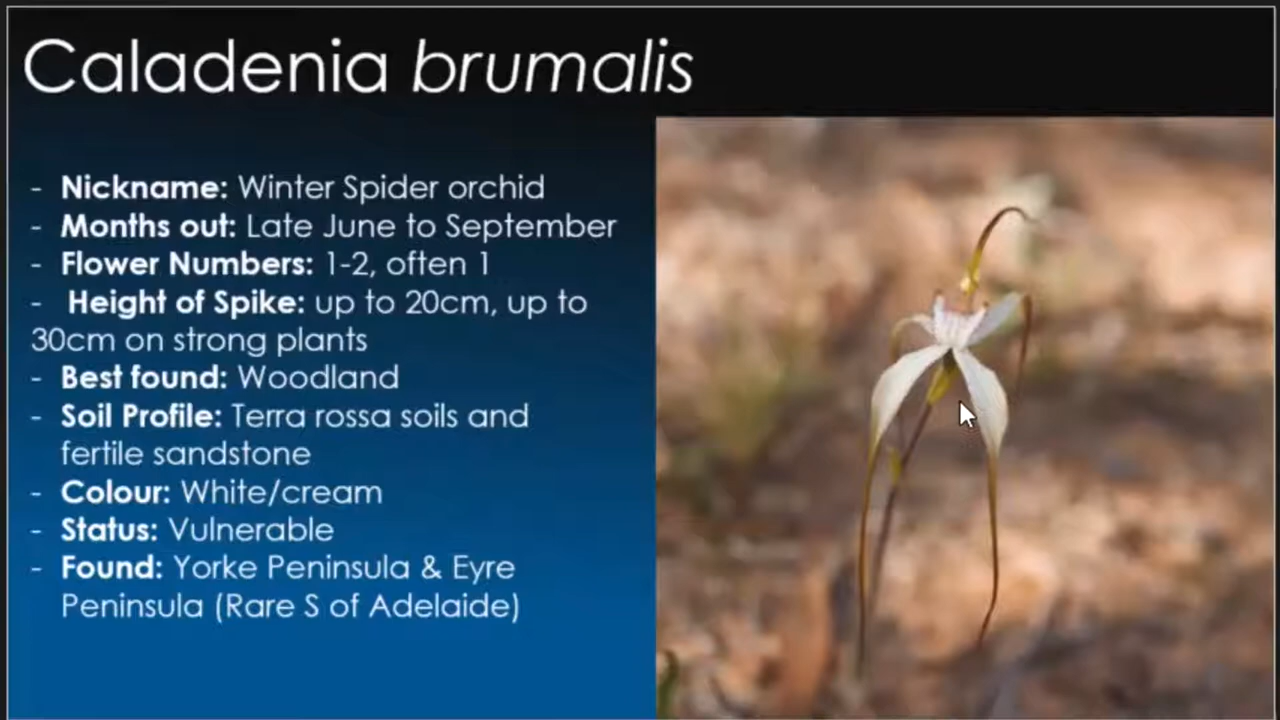 Caladenia brumalis
- Nickname: Winter Spider orchid
- Months out: Late June to September
- Flower Numbers: 1-2, often 1
- Height of Spike: up to 20cm, up to
30cm on strong plants
- Best found: Woodland
- Soil Profile: Terra rossa soils and
fertile sandstone
- Colour: White/cream
- Status: Vulnerable
- Found: Yorke Peninsula & Eyre
Peninsula (Rare S of Adelaide)